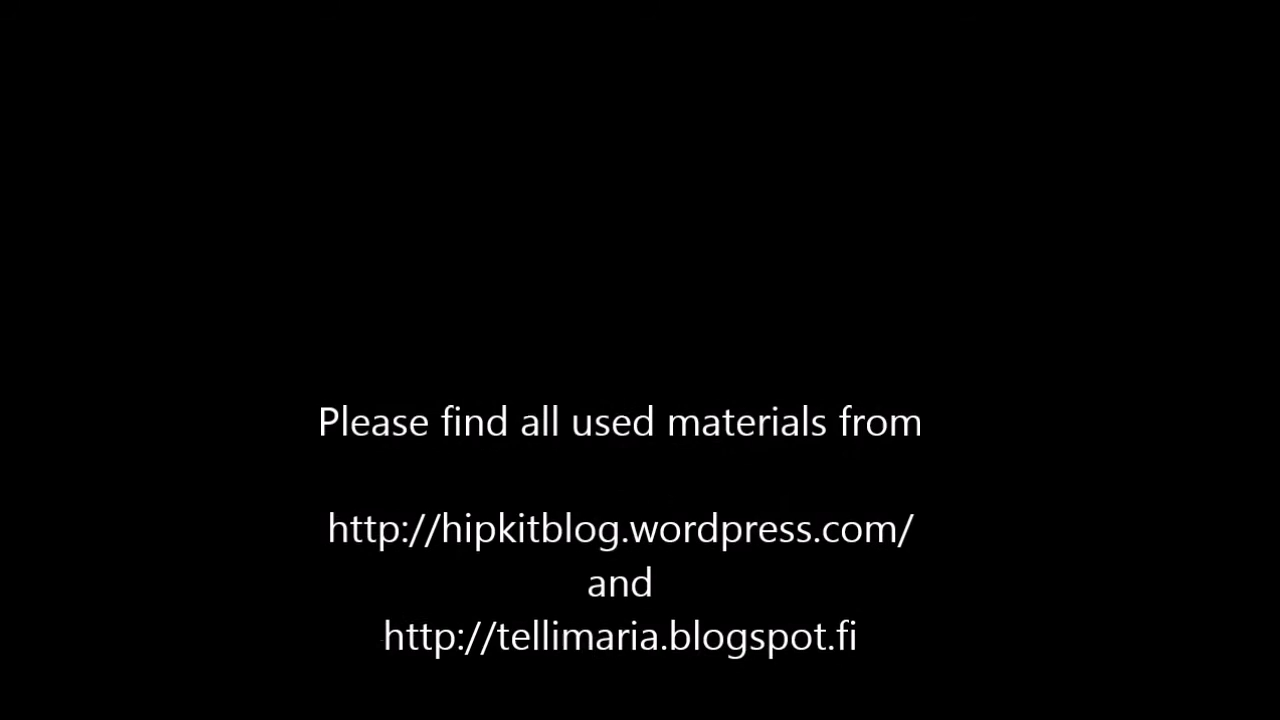 Please find all used materials from
http://hipkitblog.wordpress.com/
and
http://tellimaria.blogspot.fi